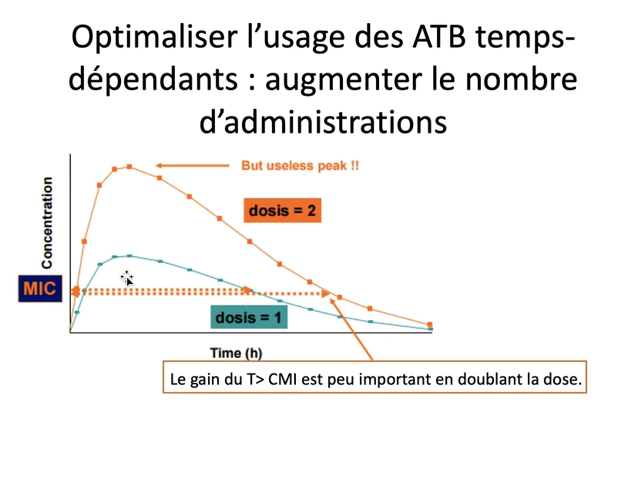 Optimaliser l’usage des ATB temps-
dépendants : augmenter le nombre
d’administrations
But useless peak !!
Concentration
dosis = 2
MIC
dosis = 1
Time (h)
Le gain du T> CMI est peu important en doublant la dose.